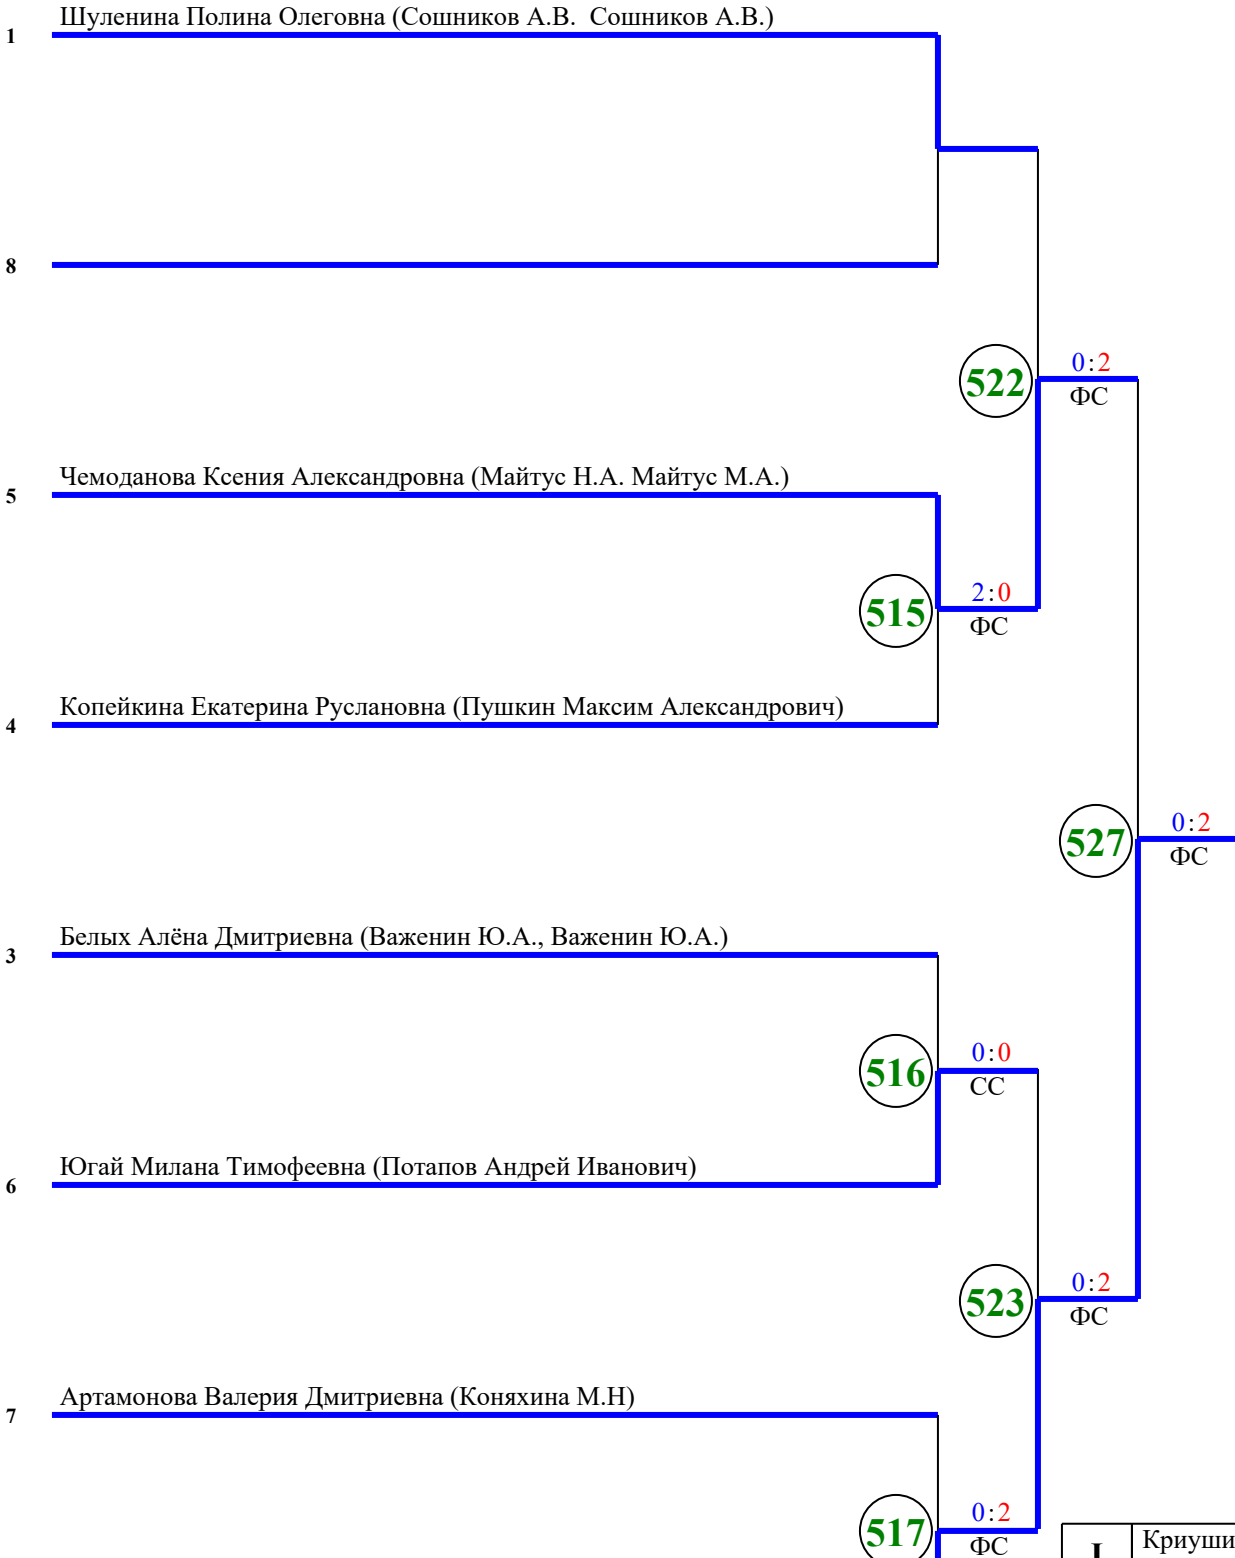 Шуленина Полина Олеговна (Сошников А.В.  Сошников А.В.)
1
8
522
0:2
ФС
Чемоданова Ксения Александровна (Майтус Н.А. Майтус М.А.)
5
515
2:0
ФС
Копейкина Екатерина Руслановна (Пушкин Максим Александрович)
4
527
0:2
ФС
Белых Алёна Дмитриевна (Важенин Ю.А., Важенин Ю.А.)
3
516
0:0
СС
Югай Милана Тимофеевна (Потапов Андрей Иванович)
6
523
0:2
ФС
Артамонова Валерия Дмитриевна (Коняхина М.Н)
7
517
0:2
ФС
I
Криуши